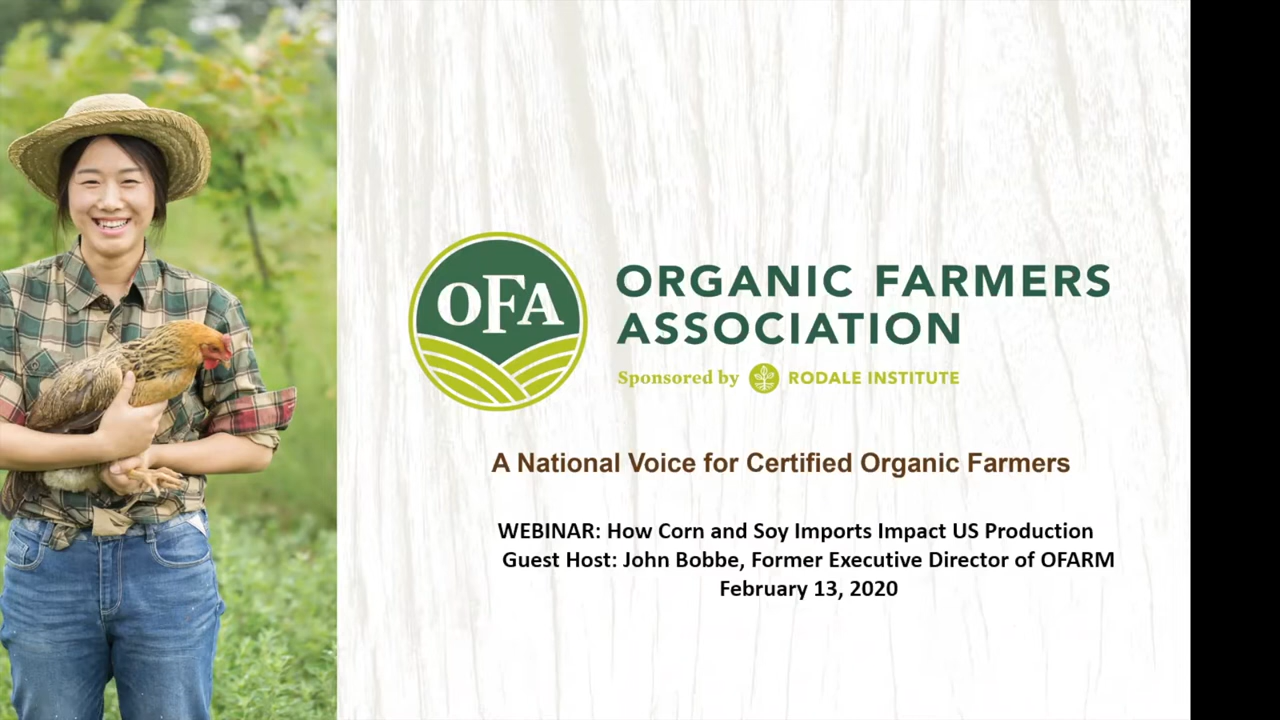 OFA
ORGANIC FARMERS
ASSOCIATION
Sponsored by RODALE INSTITUTE
A National Voice for Certified Organic Farmers
WEBINAR: How Corn and Soy Imports Impact US Production
Guest Host: John Bobbe, Former Executive Director of OFARM
February 13, 2020